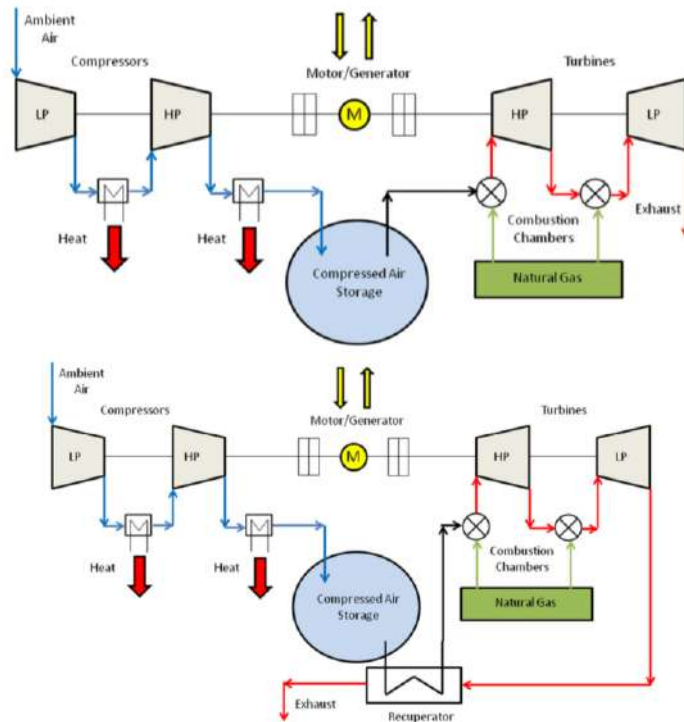 Ambient
Air
Compressors
Motor/Generator
Turbines
LP
HP
M
HP
LP
Heat
Heat
Compressed Air
Storage
Combustion
Chambers
Exhaust
Natural Gas
Ambient
Air
Compressors
Motor/Generator
Turbines
LP
HP
M
HP
LP
Heat
Heat
Compressed Air
Storage
Combustion
Chambers
Natural Gas
Exhaust
Recuperator